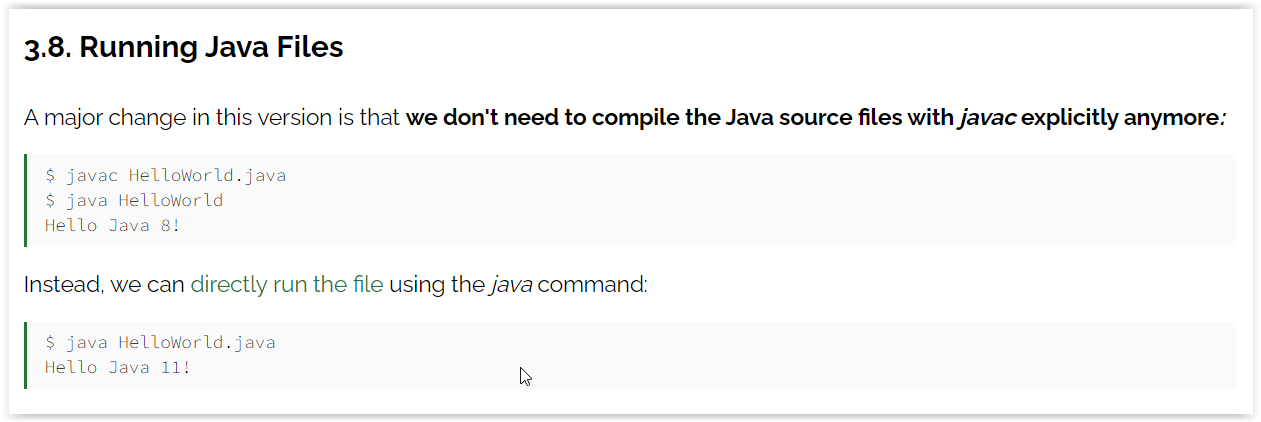 3.8. Running Java Files
A major change in this version is that we don't need to compile the Java source files with javac explicitly anymore:
$ javac HelloWorld.java
$ java HelloWorld
Hello Java 8!
Instead, we can directly run the file using the java command:
$ java HelloWorld.java
Hello Java 11!